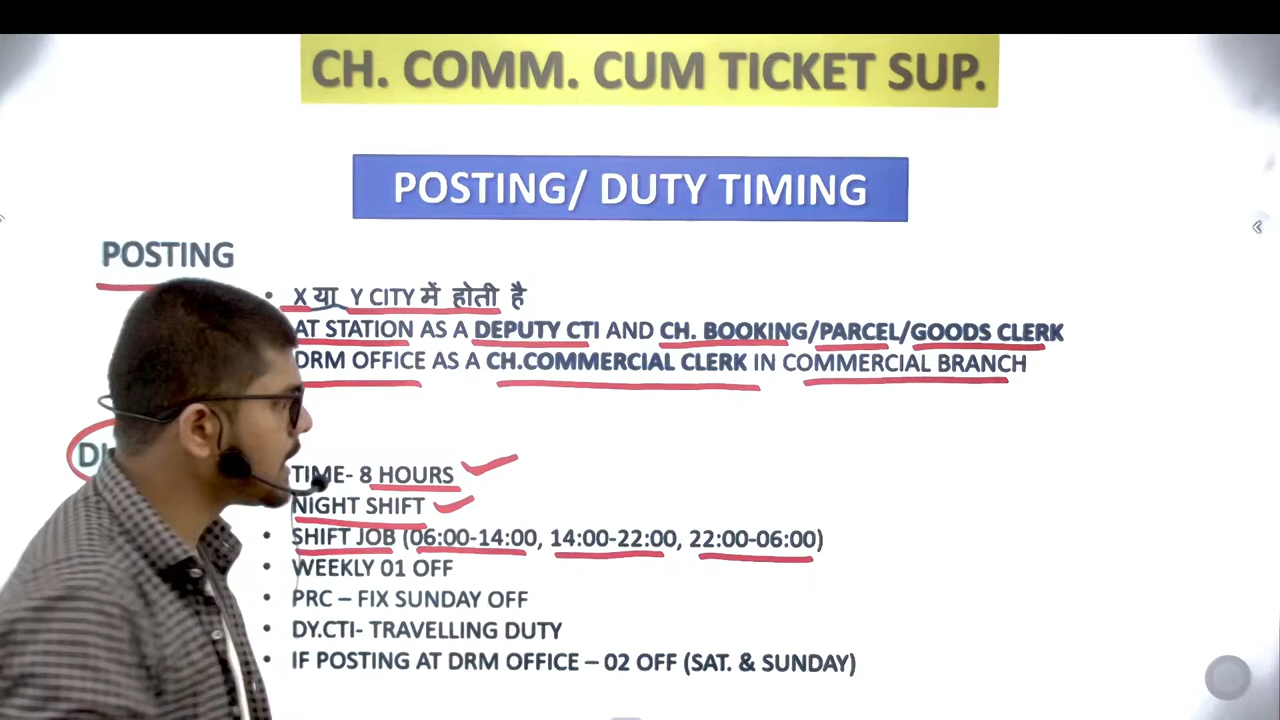 CH. COMM. CUM TICKET SUP.
POSTING/ DUTY TIMING
POSTING
• X या Y CITY में होती है
AT STATION AS A DEPUTY CTI AND CH. BOOKING/PARCEL/GOODS CLERK
DRM OFFICE AS A CH.COMMERCIAL CLERK IN COMMERCIAL BRANCH
TIME- 8 HOURS
NIGHT SHIFT
• SHIFT JOB (06:00-14:00, 14:00-22:00, 22:00-06:00)
• WEEKLY 01 OFF
• PRC – FIX SUNDAY OFF
• DY.CTI- TRAVELLING DUTY
• IF POSTING AT DRM OFFICE – 02 OFF (SAT. & SUNDAY)